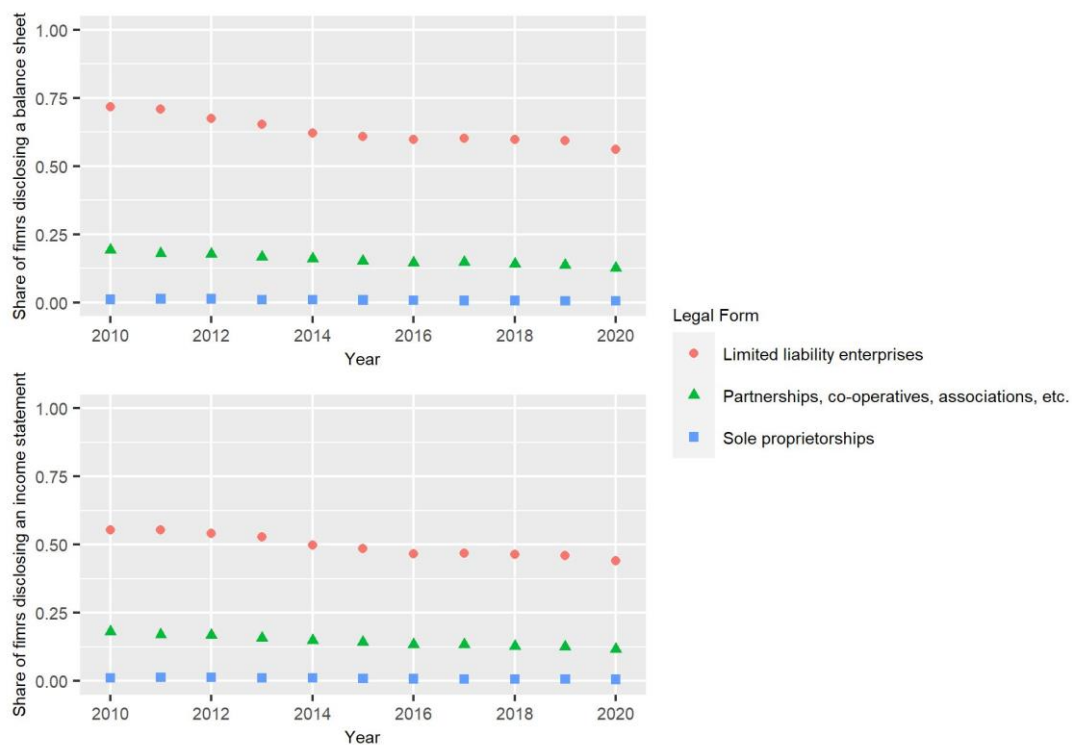 Share of fimrs disclosing a balance sheet
1.00
0.75
0.50
0.25
0.00
2010 2012 2014 2016 2018 2020
Year
Share of fimrs disclosing an income statement
1.00
0.75
0.50
0.25
0.00
2010 2012 2014 2016 2018 2020
Year
Legal Form
Limited liability enterprises
Partnerships, co-operatives, associations, etc.
Sole proprietorships